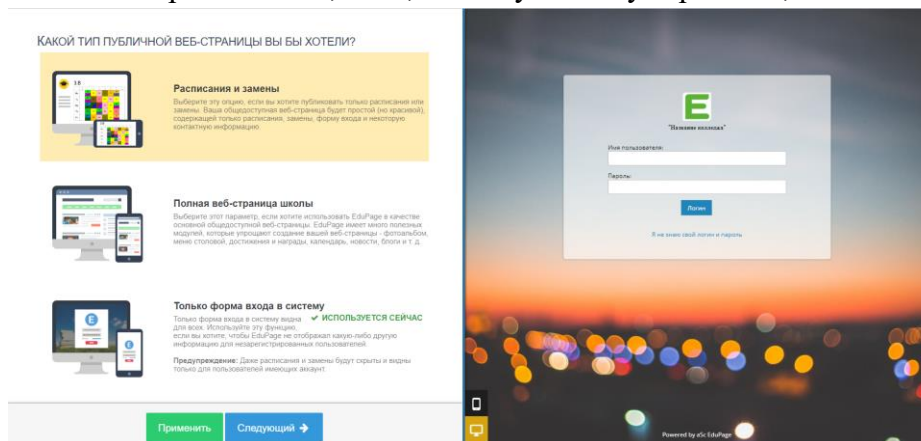 КАКОЙ ТИП ПУБЛИЧНОЙ ВЕБ-СТРАНИЦЫ ВЫ БЫ ХОТЕЛИ?
Расписания и замены
Выберите эту опцию, если вы хотите публиковать только расписания или
замены. Ваша общедоступная веб-страница будет простой (но красивой),
содержащей только расписания, замены, форму входа и некоторую
контактную информацию.
Полная веб-страница школы
Выберите этот параметр, если хотите использовать EduPage в качестве
основной общедоступной веб-страницы. EduPage имеет много полезных
модулей, которые упрощают создание вашей веб-страницы - фотоальбом,
меню столовой, достижения и награды, календарь, новости, блоги и т. д.
Только форма входа в систему
Только форма входа в систему видна ✔ ИСПОЛЬЗУЕТСЯ СЕЙЧАС
для всех. Используйте эту функцию,
если вы хотите, чтобы EduPage не отображал какую-либо другую
информацию для незарегистрированных пользователей.
Предупреждение: Даже расписания и замены будут скрыты и видны
только для пользователей имеющих аккаунт.
Применить
Следующий →
E
"Название колледжа"
Имя пользователя:
Пароль:
Логин
Я не знаю свой логин и пароль
Powered by aSc EduPage